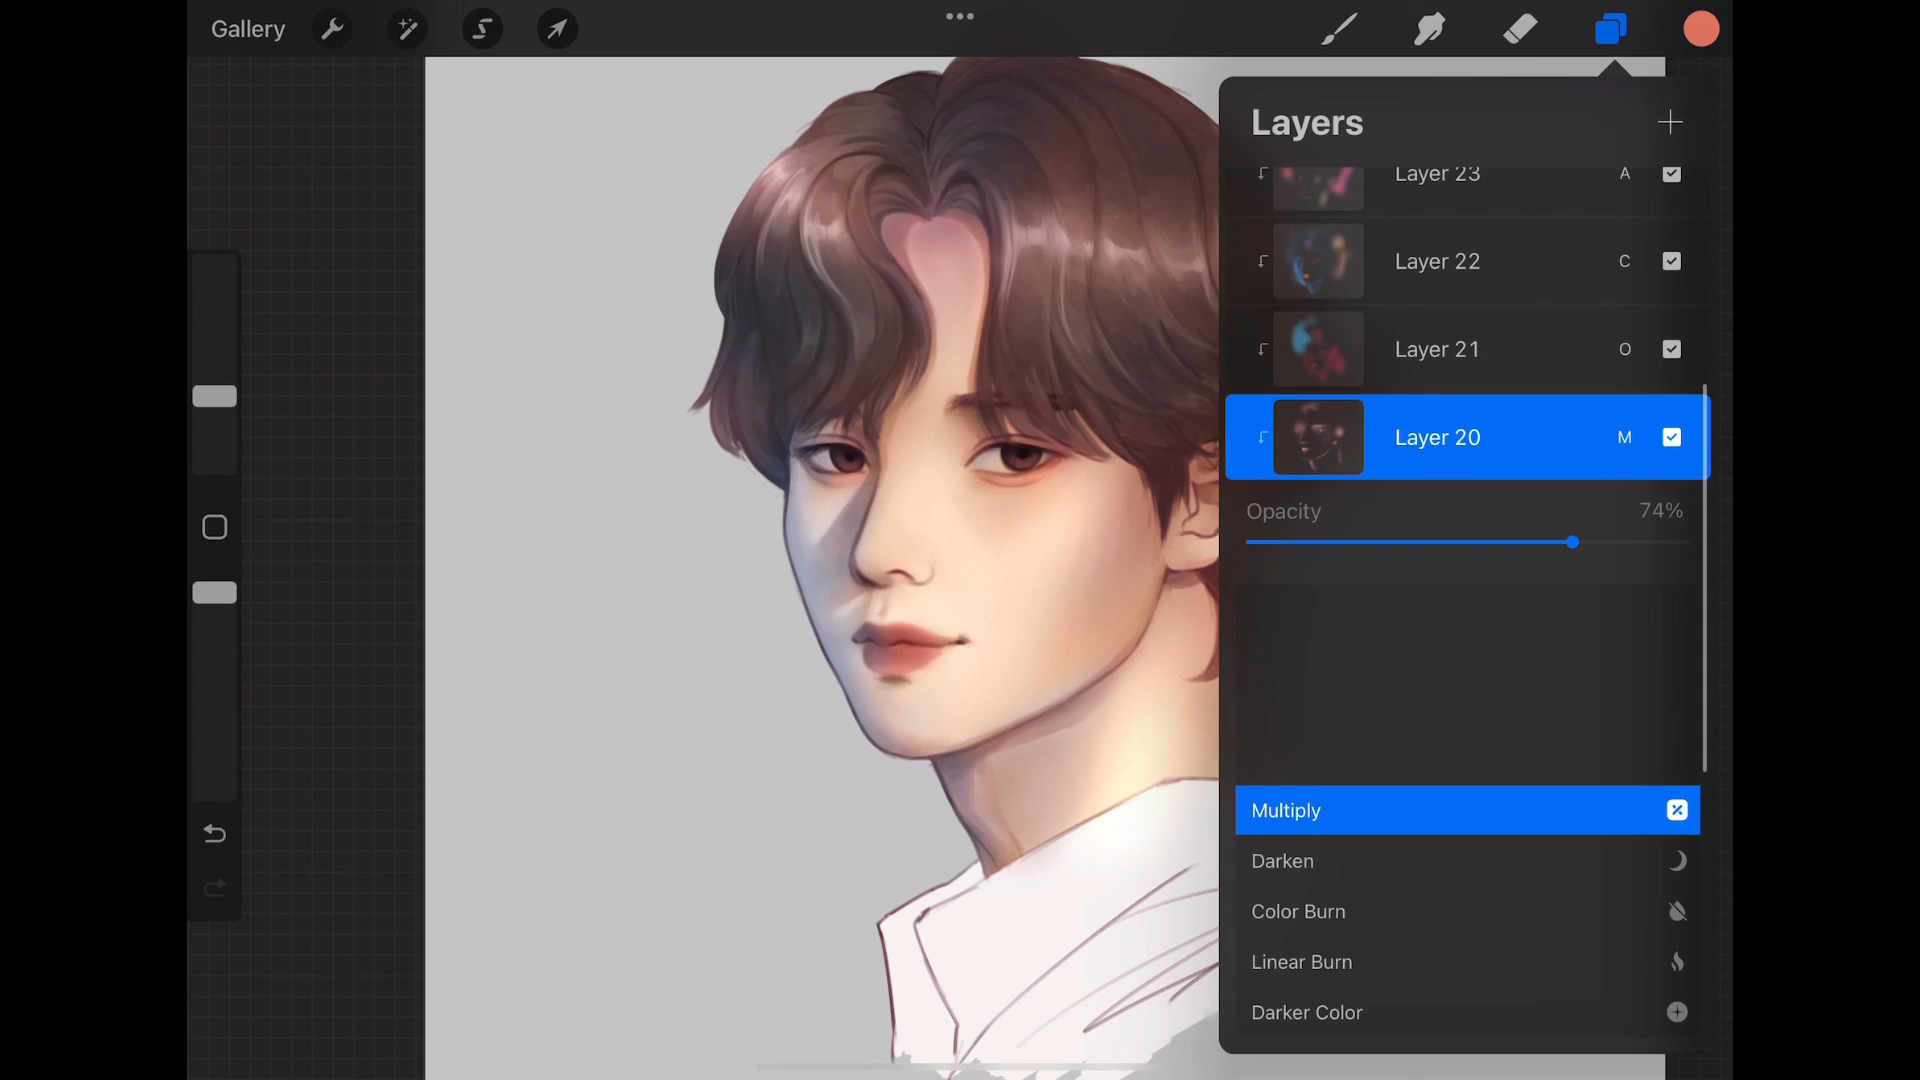 Gallery
Layers
Layer 23 A
Layer 22 C
Layer 21 O
Layer 20 M
Opacity 74%
Multiply
Darken
Color Burn
Linear Burn
Darker Color